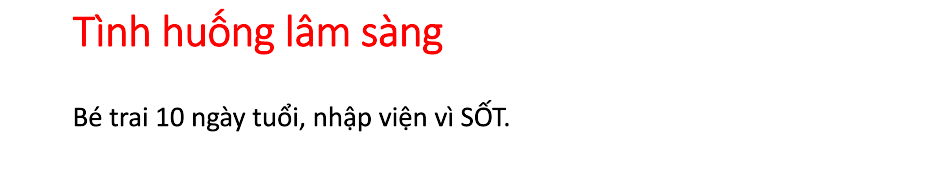 Tình huống lâm sàng
Bé trai 10 ngày tuổi, nhập viện vì SỐT.